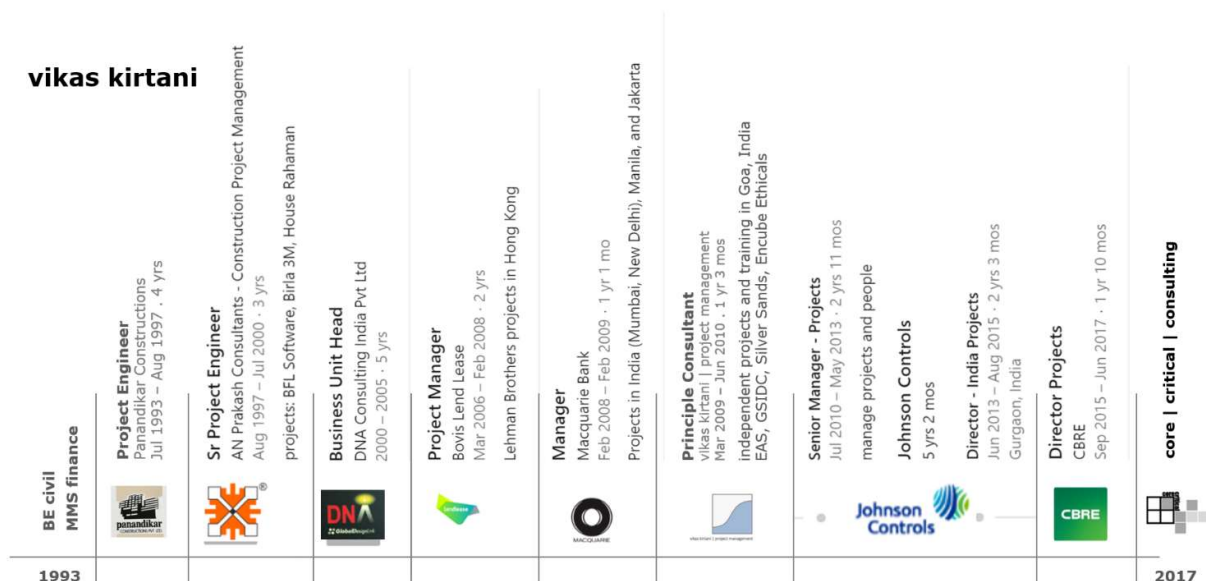 vikas kirtani
BE civil
MMS finance
Project Engineer
Panandikar Constructions
Jul 1993 – Aug 1997 . 4 yrs
panandikar
CONSTRUCTIONS PVT. LTD.
Sr Project Engineer
AN Prakash Consultants - Construction Project Management
Aug 1997 – Jul 2000 · 3 yrs
projects: BFL Software, Birla 3M, House Rahaman
®
Business Unit Head
DNA Consulting India Pvt Ltd
2000 – 2005 · 5 yrs
DNA
Project Manager
Bovis Lend Lease
Mar 2006 – Feb 2008 · 2 yrs
Lehman Brothers projects in Hong Kong
lendlease
Manager
Macquarie Bank
Feb 2008 – Feb 2009 · 1 yr 1 mo
Projects in India (Mumbai, New Delhi), Manila, and Jakarta
MACQUARIE
Principle Consultant
vikas kirtani | project management
Mar 2009 – Jun 2010 . 1 yr 3 mos
independent projects and training in Goa, India
EAS, GSIDC, Silver Sands, Encube Ethicals
vikas kirtani | project management
Senior Manager - Projects
Jul 2010 – May 2013 · 2 yrs 11 mos
manage projects and people
Johnson Controls
5 yrs 2 mos
Director - India Projects
Jun 2013 – Aug 2015 · 2 yrs 3 mos
Gurgaon, India
Johnson
Controls
Director Projects
CBRE
Sep 2015 – Jun 2017 · 1 yr 10 mos
CBRE
core | critical | consulting
1993
2017